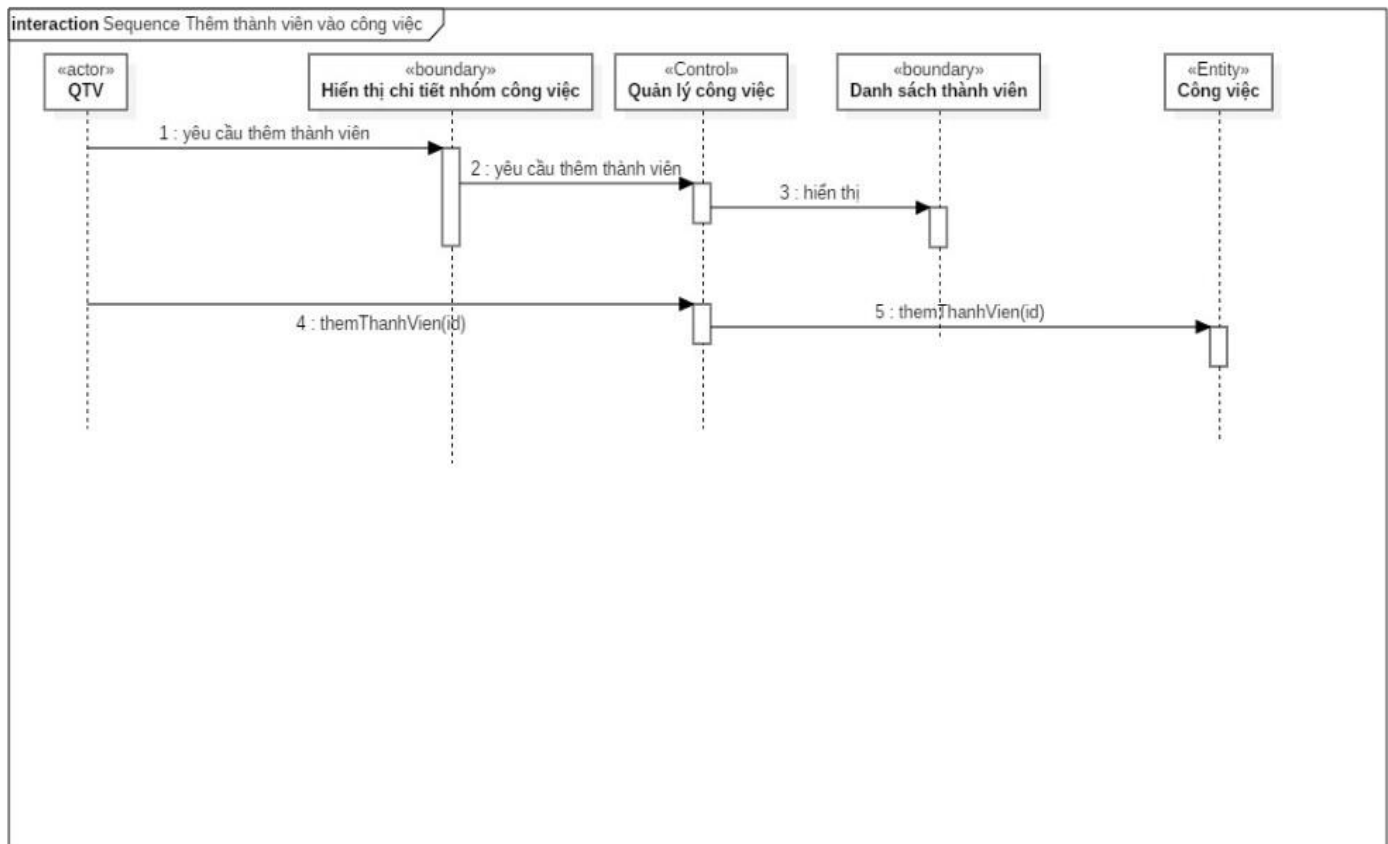 interaction Sequence Thêm thành viên vào công việc
«actor»
QTV
«boundary»
Hiển thị chi tiết nhóm công việc
«Control»
Quản lý công việc
«boundary»
Danh sách thành viên
«Entity»
Công việc
1 : yêu cầu thêm thành viên
2 : yêu cầu thêm thành viên
3 : hiển thị
4 : themThanhVien(id)
5 : themThanhVien(id)